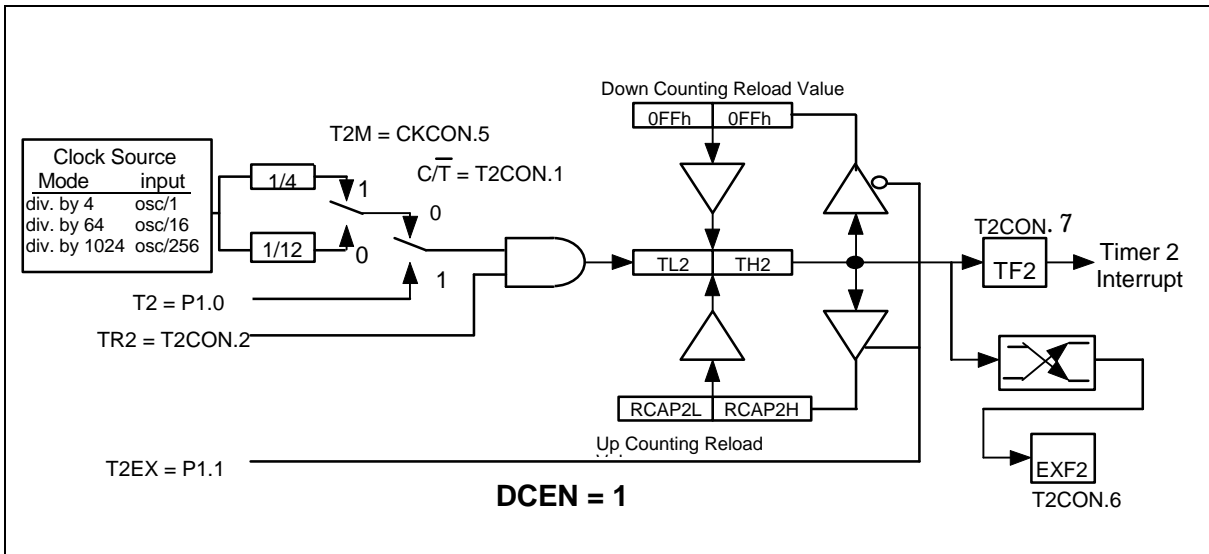 Down Counting Reload Value
0FFh 0FFh
T2M = CKCON.5
Clock Source
Mode input
div. by 4 osc/1
div. by 64 osc/16
div. by 1024 osc/256
1/4
1/12
1
0
C/T̅ = T2CON.1
0
1
T2 = P1.0
TR2 = T2CON.2
TL2 TH2
T2CON. 7
TF2
Timer 2
Interrupt
RCAP2L RCAP2H
Up Counting Reload
T2EX = P1.1
EXF2
T2CON.6
DCEN = 1